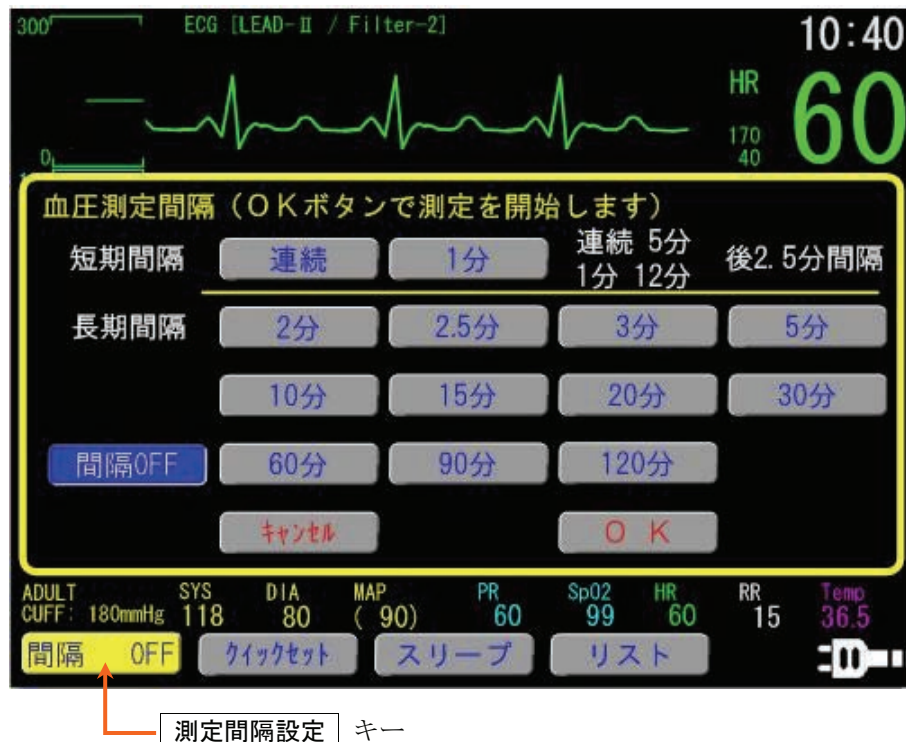 300 ECG [LEAD-Ⅱ / Filter-2] 10:40
HR 60
170
40
0
血圧測定間隔(OKボタンで測定を開始します)
短期間隔 連続 1分 連続 5分 後2.5分間隔
1分 12分
長期間隔 2分 2.5分 3分 5分
10分 15分 20分 30分
間隔OFF 60分 90分 120分
キャンセル OK
ADULT SYS DIA MAP PR SpO2 HR RR Temp
CUFF: 180mmHg 118 80 ( 90) 60 99 60 15 36.5
間隔 OFF クイックセット スリープ リスト
測定間隔設定 キー